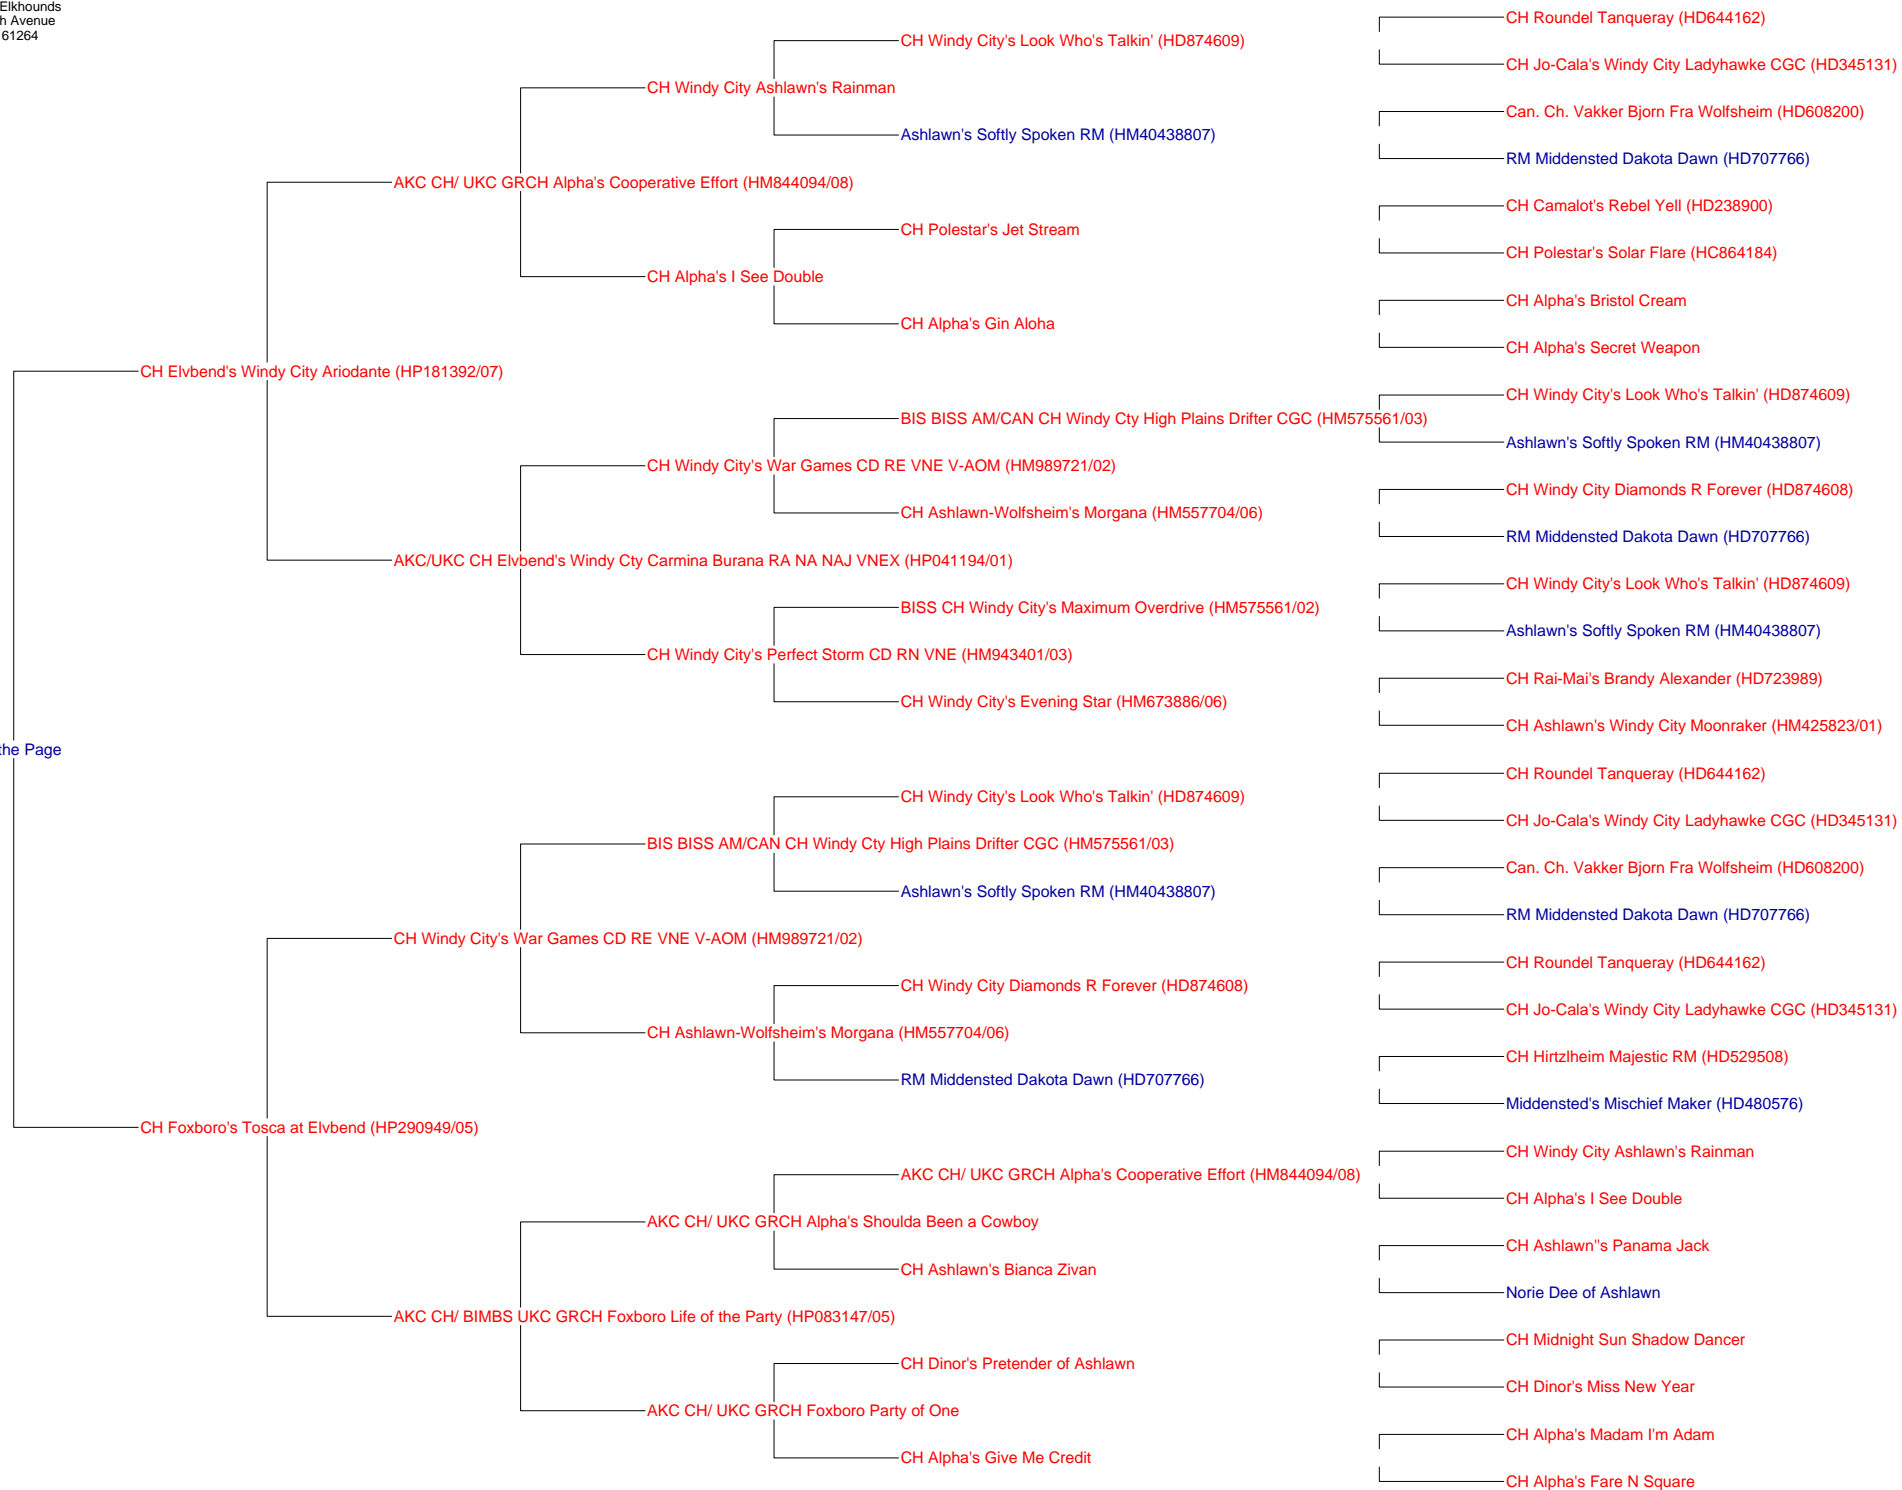 Elkhounds
h Avenue
61264
CH Roundel Tanqueray (HD644162)
CH Windy City's Look Who's Talkin' (HD874609)
CH Jo-Cala's Windy City Ladyhawke CGC (HD345131)
CH Windy City Ashlawn's Rainman
Can. Ch. Vakker Bjorn Fra Wolfsheim (HD608200)
Ashlawn's Softly Spoken RM (HM40438807)
RM Middensted Dakota Dawn (HD707766)
AKC CH/ UKC GRCH Alpha's Cooperative Effort (HM844094/08)
CH Camalot's Rebel Yell (HD238900)
CH Polestar's Jet Stream
CH Polestar's Solar Flare (HC864184)
CH Alpha's I See Double
CH Alpha's Bristol Cream
CH Alpha's Gin Aloha
CH Alpha's Secret Weapon
CH Elvbend's Windy City Ariodante (HP181392/07)
CH Windy City's Look Who's Talkin' (HD874609)
BIS BISS AM/CAN CH Windy Cty High Plains Drifter CGC (HM575561/03)
Ashlawn's Softly Spoken RM (HM40438807)
CH Windy City's War Games CD RE VNE V-AOM (HM989721/02)
CH Windy City Diamonds R Forever (HD874608)
CH Ashlawn-Wolfsheim's Morgana (HM557704/06)
RM Middensted Dakota Dawn (HD707766)
AKC/UKC CH Elvbend's Windy Cty Carmina Burana RA NA NAJ VNEX (HP041194/01)
CH Windy City's Look Who's Talkin' (HD874609)
BISS CH Windy City's Maximum Overdrive (HM575561/02)
Ashlawn's Softly Spoken RM (HM40438807)
CH Windy City's Perfect Storm CD RN VNE (HM943401/03)
CH Rai-Mai's Brandy Alexander (HD723989)
CH Windy City's Evening Star (HM673886/06)
CH Ashlawn's Windy City Moonraker (HM425823/01)
the Page
CH Roundel Tanqueray (HD644162)
CH Windy City's Look Who's Talkin' (HD874609)
CH Jo-Cala's Windy City Ladyhawke CGC (HD345131)
BIS BISS AM/CAN CH Windy Cty High Plains Drifter CGC (HM575561/03)
Can. Ch. Vakker Bjorn Fra Wolfsheim (HD608200)
Ashlawn's Softly Spoken RM (HM40438807)
RM Middensted Dakota Dawn (HD707766)
CH Windy City's War Games CD RE VNE V-AOM (HM989721/02)
CH Roundel Tanqueray (HD644162)
CH Windy City Diamonds R Forever (HD874608)
CH Jo-Cala's Windy City Ladyhawke CGC (HD345131)
CH Ashlawn-Wolfsheim's Morgana (HM557704/06)
CH Hirtzlheim Majestic RM (HD529508)
RM Middensted Dakota Dawn (HD707766)
Middensted's Mischief Maker (HD480576)
CH Foxboro's Tosca at Elvbend (HP290949/05)
CH Windy City Ashlawn's Rainman
AKC CH/ UKC GRCH Alpha's Cooperative Effort (HM844094/08)
CH Alpha's I See Double
AKC CH/ UKC GRCH Alpha's Shoulda Been a Cowboy
CH Ashlawn"s Panama Jack
CH Ashlawn's Bianca Zivan
Norie Dee of Ashlawn
AKC CH/ BIMBS UKC GRCH Foxboro Life of the Party (HP083147/05)
CH Midnight Sun Shadow Dancer
CH Dinor's Pretender of Ashlawn
CH Dinor's Miss New Year
AKC CH/ UKC GRCH Foxboro Party of One
CH Alpha's Madam I'm Adam
CH Alpha's Give Me Credit
CH Alpha's Fare N Square